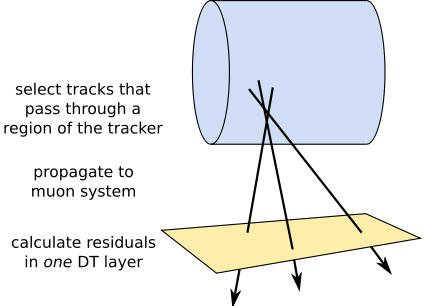 select tracks that
pass through a
region of the tracker
propagate to
muon system
calculate residuals
in one DT layer